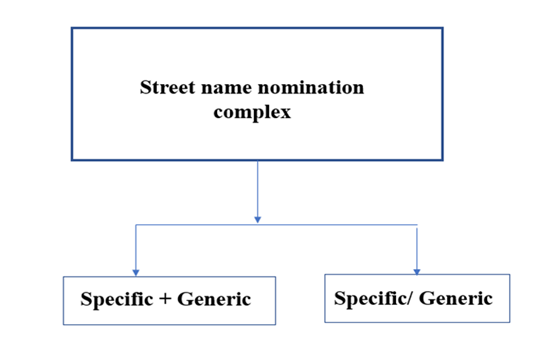 Street name nomination
complex
Specific + Generic
Specific/ Generic